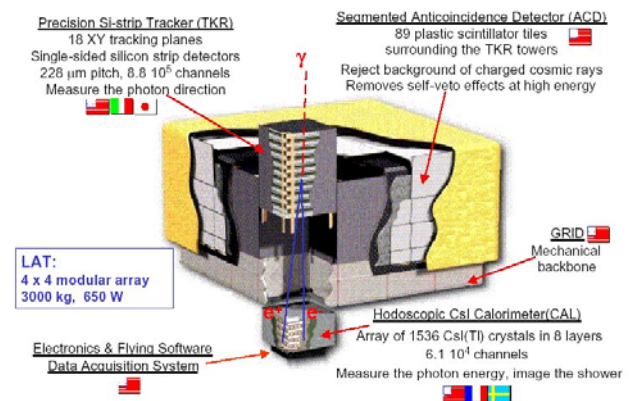 Precision Si-strip Tracker (TKR)
18 XY tracking planes
Single-sided silicon strip detectors
228 μm pitch, 8.8 10⁵ channels
Measure the photon direction
γ
Segmented Anticoincidence Detector (ACD)
89 plastic scintillator tiles
surrounding the TKR towers
Reject background of charged cosmic rays
Removes self-veto effects at high energy
LAT:
4 x 4 modular array
3000 kg, 650 W
GRID
Mechanical
backbone
e⁺ e⁻
Electronics & Flying Software
Data Acquisition System
Hodoscopic CsI Calorimeter(CAL)
Array of 1536 CsI(Tl) crystals in 8 layers
6.1 10⁴ channels
Measure the photon energy, image the shower